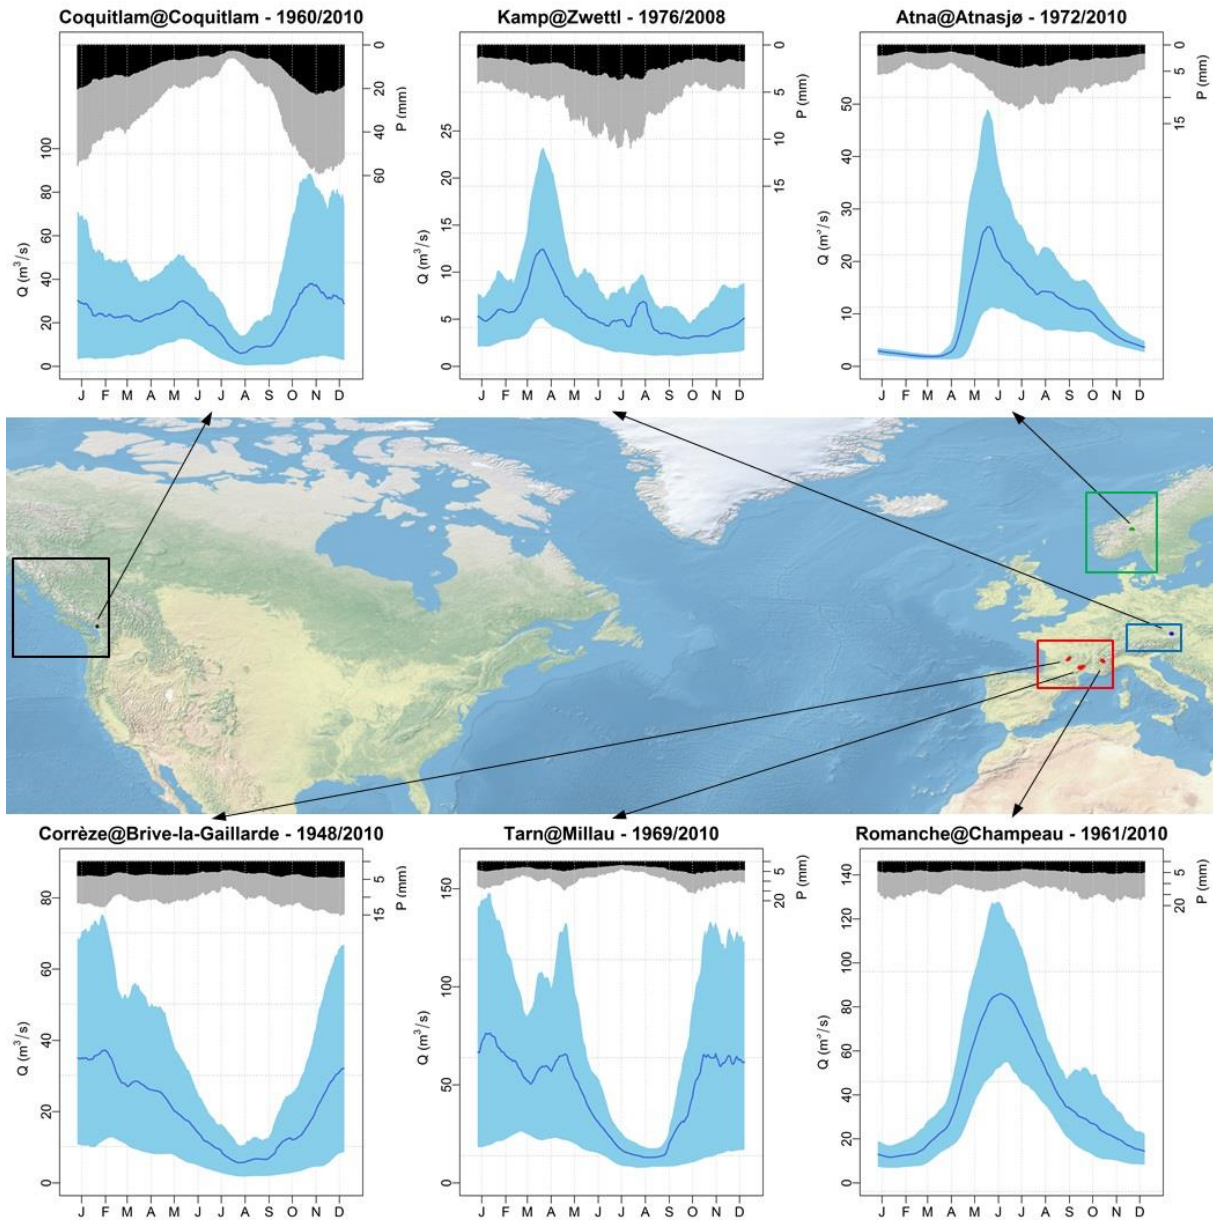 Coquitlam@Coquitlam - 1960/2010
Kamp@Zwettl - 1976/2008
Atna@Atnasjø - 1972/2010
0
20
40
60
P (mm)
0
20
40
60
80
100
Q (m³/s)
J F M A M J J A S O N D
0
5
10
15
P (mm)
0
5
10
15
20
25
Q (m³/s)
J F M A M J J A S O N D
0
5
10
15
P (mm)
0
10
20
30
40
50
Q (m³/s)
J F M A M J J A S O N D
Corrèze@Brive-la-Gaillarde - 1948/2010
Tarn@Millau - 1969/2010
Romanche@Champeau - 1961/2010
5
15
P (mm)
0
20
40
60
80
Q (m³/s)
J F M A M J J A S O N D
5
20
P (mm)
0
50
100
150
Q (m³/s)
J F M A M J J A S O N D
5
20
P (mm)
0
20
40
60
80
100
120
140
Q (m³/s)
J F M A M J J A S O N D